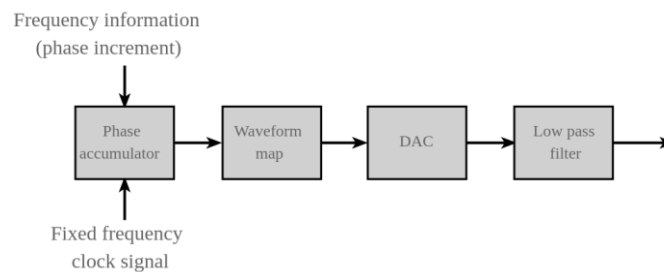 Frequency information
(phase increment)
Phase
accumulator
Waveform
map
DAC
Low pass
filter
Fixed frequency
clock signal